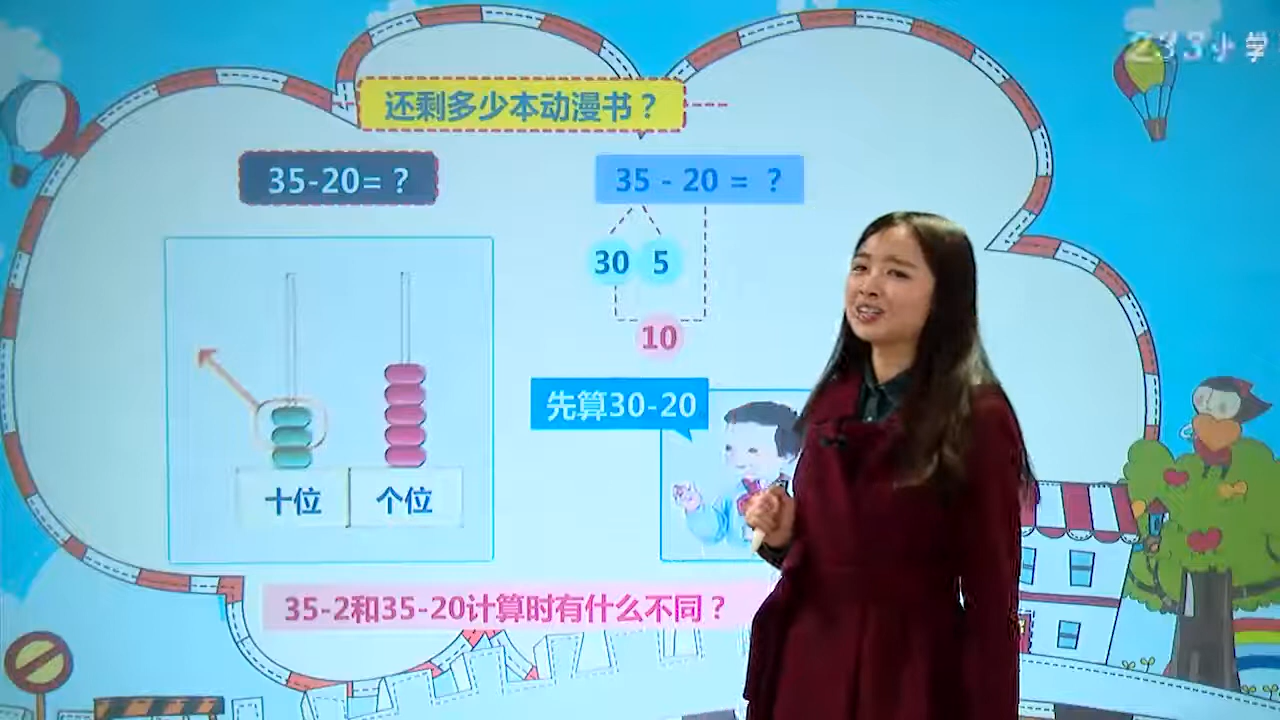 233小学
还剩多少本动漫书？
35-20=？
35 - 20 = ？
30 5
10
先算30-20
十位 个位
35-2和35-20计算时有什么不同？